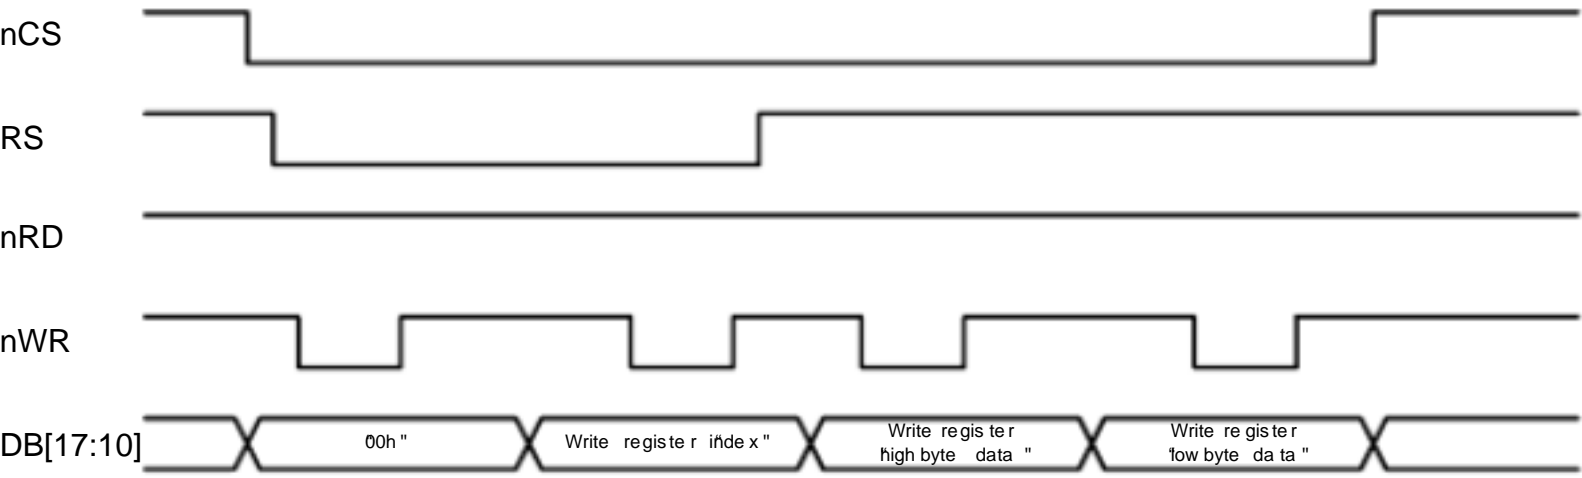 nCS
RS
nRD
nWR
DB[17:10]
"00h"
Write register "index"
Write register
"high byte data"
Write register
"low byte data"